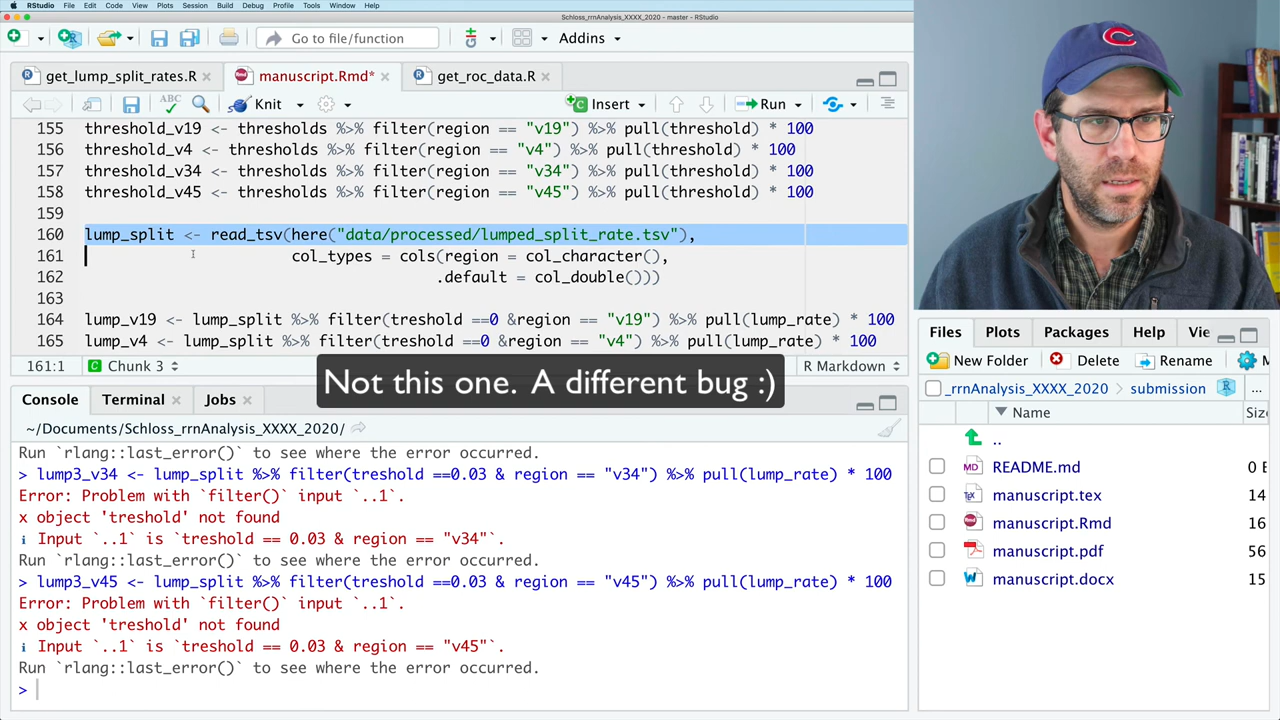 RStudio File Edit Code View Plots Session Build Debug Profile Tools Window Help
Schloss_rrnAnalysis_XXXX_2020 - master - RStudio
Go to file/function Addins
get_lump_split_rates.R manuscript.Rmd* get_roc_data.R
ABC Knit Insert Run
155 threshold_v19 <- thresholds %>% filter(region == "v19") %>% pull(threshold) * 100
156 threshold_v4 <- thresholds %>% filter(region == "v4") %>% pull(threshold) * 100
157 threshold_v34 <- thresholds %>% filter(region == "v34") %>% pull(threshold) * 100
158 threshold_v45 <- thresholds %>% filter(region == "v45") %>% pull(threshold) * 100
159
160 lump_split <- read_tsv(here("data/processed/lumped_split_rate.tsv"),
161 col_types = cols(region = col_character(),
162 .default = col_double()))
163
164 lump_v19 <- lump_split %>% filter(treshold ==0 &region == "v19") %>% pull(lump_rate) * 100
165 lump_v4 <- lump_split %>% filter(treshold ==0 &region == "v4") %>% pull(lump_rate) * 100
161:1 Chunk 3 R Markdown
Not this one. A different bug :)
Console Terminal Jobs
~/Documents/Schloss_rrnAnalysis_XXXX_2020/
Run `rlang::last_error()` to see where the error occurred.
> lump3_v34 <- lump_split %>% filter(treshold ==0.03 & region == "v34") %>% pull(lump_rate) * 100
Error: Problem with `filter()` input `..1`.
x object 'treshold' not found
i Input `..1` is `treshold == 0.03 & region == "v34"`.
Run `rlang::last_error()` to see where the error occurred.
> lump3_v45 <- lump_split %>% filter(treshold ==0.03 & region == "v45") %>% pull(lump_rate) * 100
Error: Problem with `filter()` input `..1`.
x object 'treshold' not found
i Input `..1` is `treshold == 0.03 & region == "v45"`.
Run `rlang::last_error()` to see where the error occurred.
>
Files Plots Packages Help Vie
New Folder Delete Rename M
_rrnAnalysis_XXXX_2020 submission ...
Name Siz
..
README.md 0 B
manuscript.tex 14
manuscript.Rmd 16
manuscript.pdf 56
manuscript.docx 15